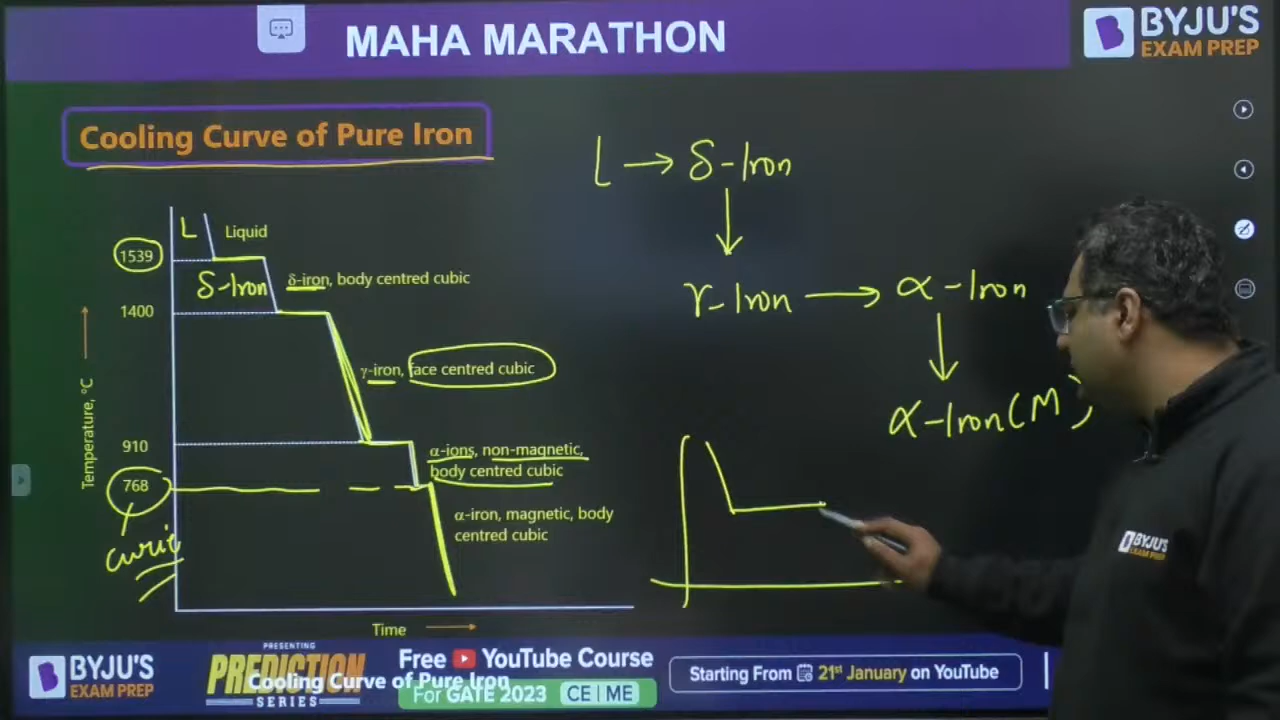 MAHA MARATHON
BYJU'S
EXAM PREP
Cooling Curve of Pure Iron
L → δ-Iron
↓
γ-Iron → α-Iron
↓
α-Iron (M)
L
Liquid
1539
δ-Iron
δ-iron, body centred cubic
1400
γ-iron, face centred cubic
Temperature, °C
910
α-ions, non-magnetic,
body centred cubic
768
curie
α-iron, magnetic, body
centred cubic
Time
BYJU'S
EXAM PREP
BYJU'S
EXAM PREP
PRESENTING
PREDICTION
SERIES
Cooling Curve of Pure Iron
Free YouTube Course
For GATE 2023 CE | ME
Starting From 21st January on YouTube